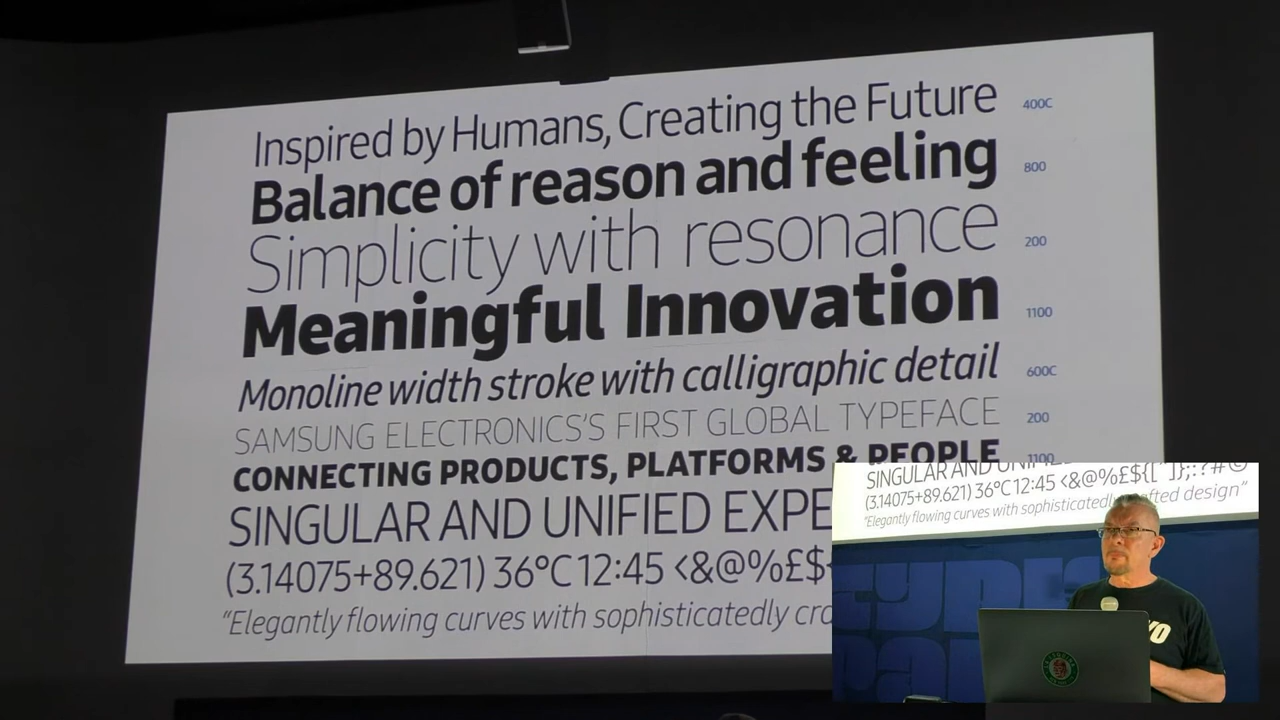 Inspired by Humans, Creating the Future 400C
Balance of reason and feeling 800
Simplicity with resonance 200
Meaningful Innovation 1100
Monoline width stroke with calligraphic detail 600C
SAMSUNG ELECTRONICS'S FIRST GLOBAL TYPEFACE 200
CONNECTING PRODUCTS, PLATFORMS & PEOPLE 1100
SINGULAR AND UNIFIED EXPE
(3.14075+89.621) 36°C 12:45 <&@%£$
“Elegantly flowing curves with sophisticatedly cra
SINGULAR AND
(3.14075+89.621) 36°C 12:45 <&@%£${[
“Elegantly flowing curves with sophisticatedly crafted design”